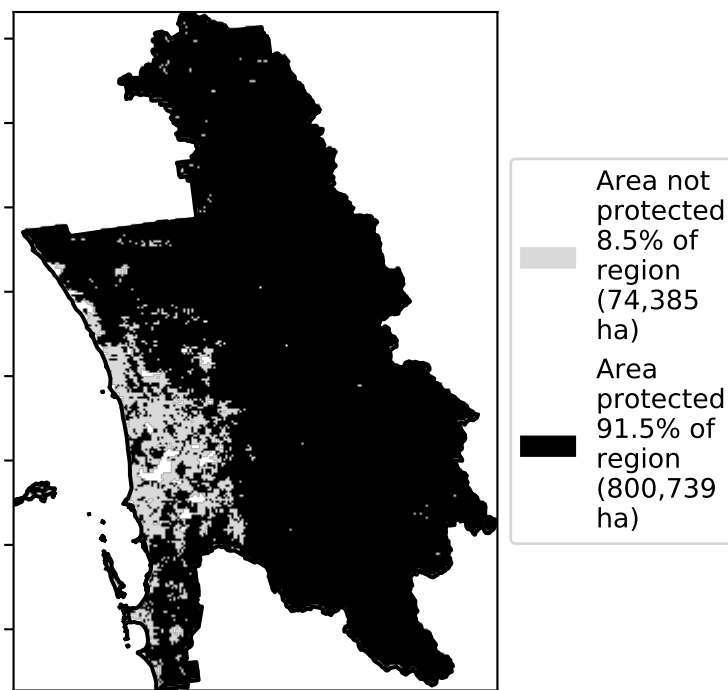 Area not
protected
8.5% of
region
(74,385
ha)
Area
protected
91.5% of
region
(800,739
ha)